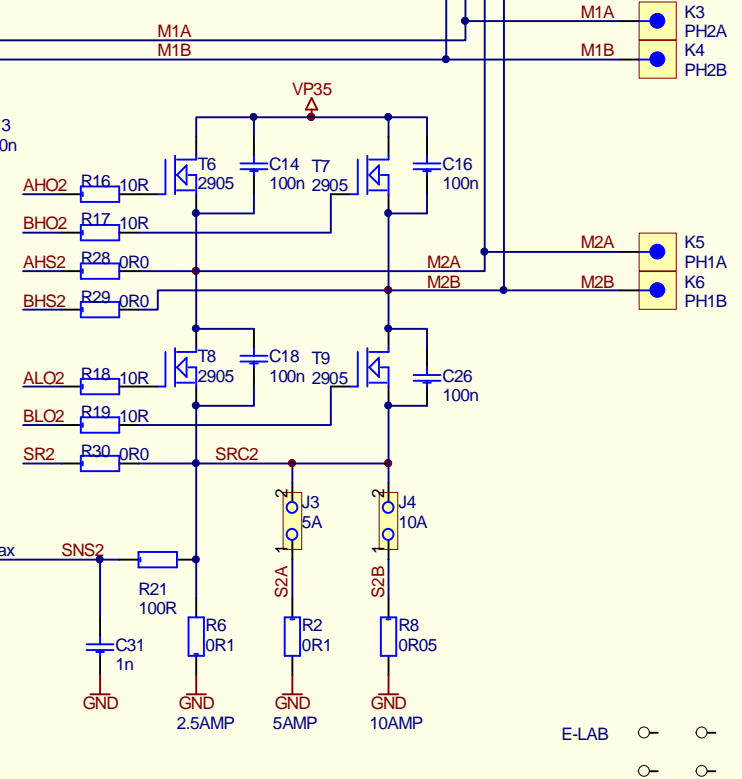 M1A K3
M1A PH2A
M1B M1B K4
PH2B
VP35
3
0n
T6 C14 T7 C16
2905 100n 2905 100n
AHO2 R16 10R
BHO2 R17 10R
AHS2 R28 0R0 M2A M2A K5
PH1A
BHS2 R29 0R0 M2B M2B K6
PH1B
T8 C18 T9 C26
2905 100n 2905 100n
ALO2 R18 10R
BLO2 R19 10R
SR2 R30 0R0 SRC2
2 J3 2 J4
5A 10A
1 1
ax SNS2
R21 S2A S2B
100R
C31 R6 R2 R8
1n 0R1 0R1 0R05
GND GND GND GND
2.5AMP 5AMP 10AMP
E-LAB